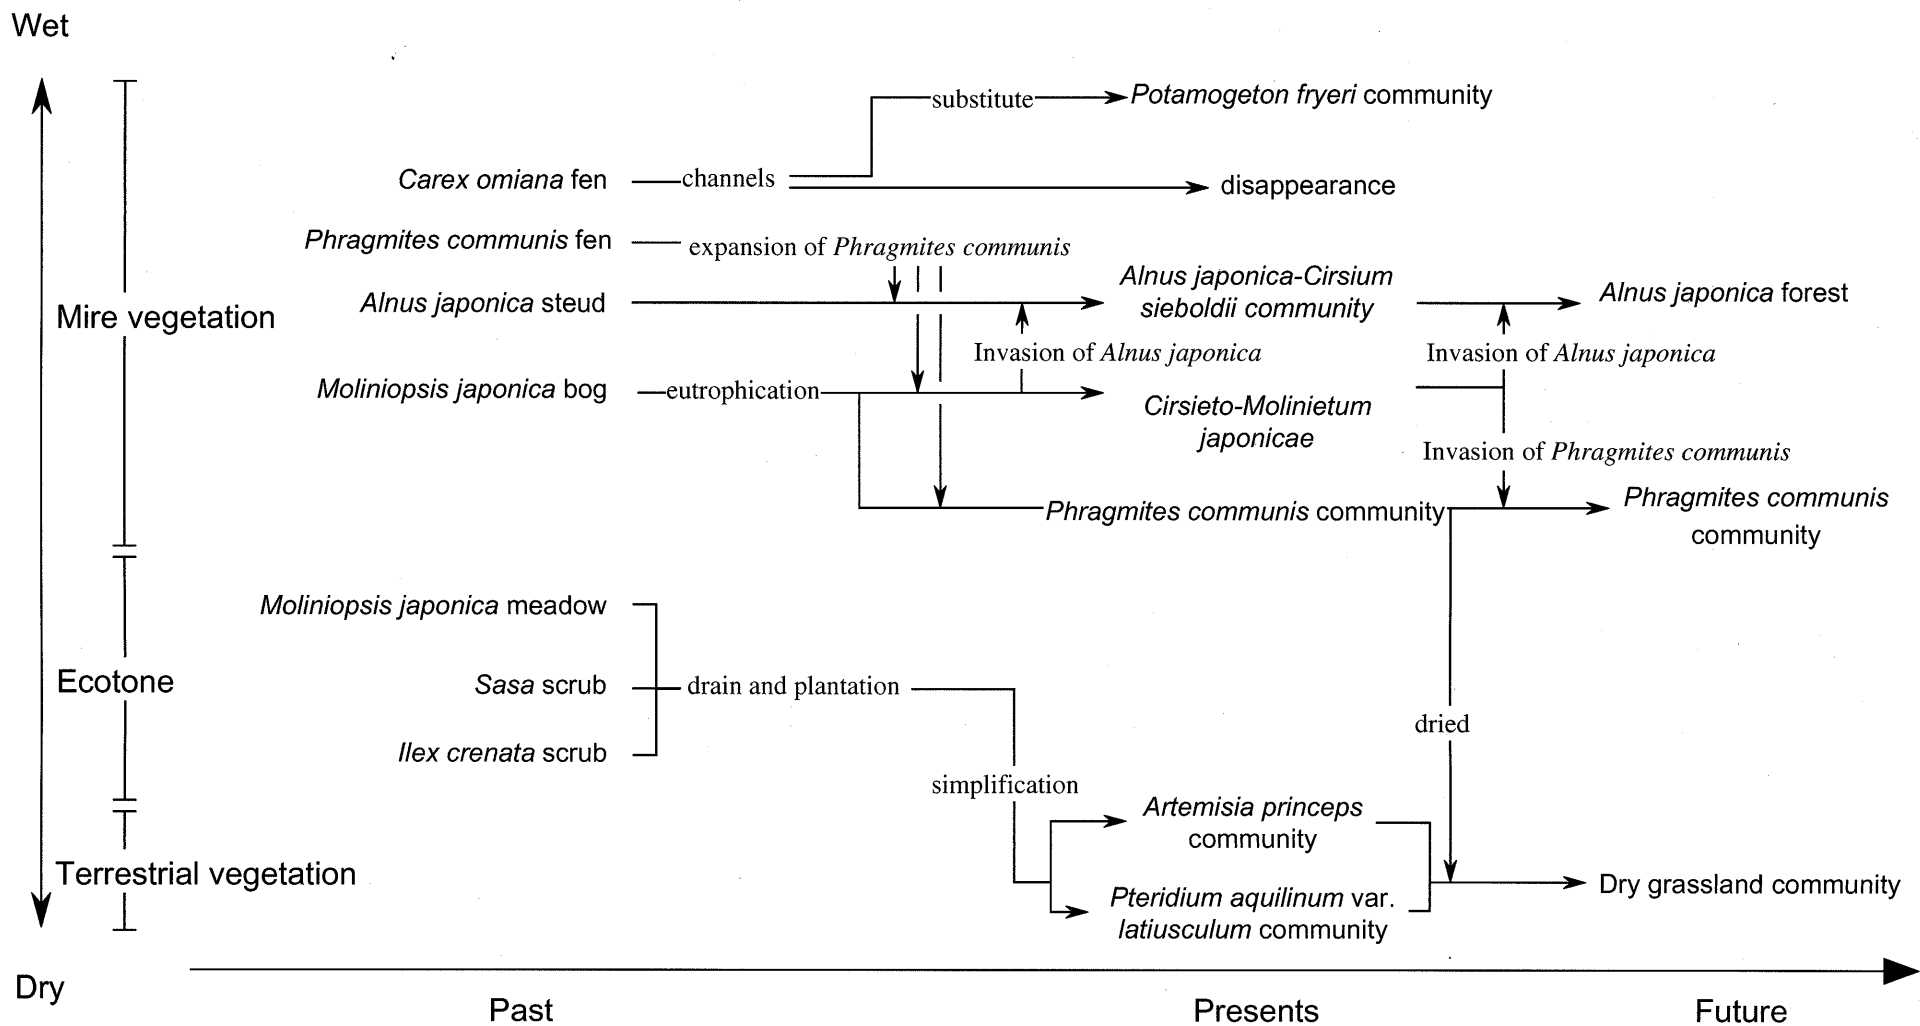 Wet
substitute
Potamogeton fryeri community
Carex omiana fen
channels
disappearance
Phragmites communis fen
expansion of Phragmites communis
Alnus japonica steud
Alnus japonica-Cirsium
sieboldii community
Alnus japonica forest
Mire vegetation
Invasion of Alnus japonica
Invasion of Alnus japonica
Moliniopsis japonica bog
eutrophication
Cirsieto-Molinietum
japonicae
Invasion of Phragmites communis
Phragmites communis community
Phragmites communis
community
Moliniopsis japonica meadow
Ecotone
Sasa scrub
drain and plantation
dried
Ilex crenata scrub
simplification
Artemisia princeps
community
Terrestrial vegetation
Pteridium aquilinum var.
latiusculum community
Dry grassland community
Dry
Past
Presents
Future